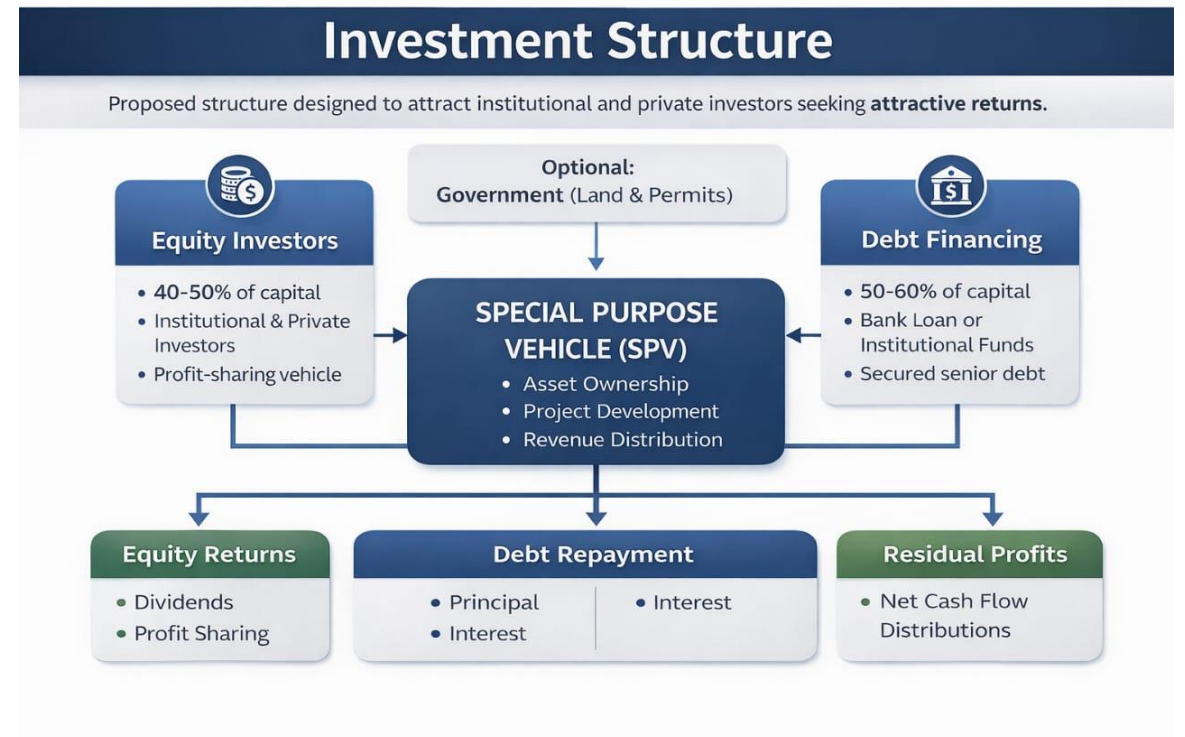 Investment Structure
Proposed structure designed to attract institutional and private investors seeking attractive returns.
Equity Investors
• 40-50% of capital
• Institutional & Private
Investors
• Profit-sharing vehicle
Optional:
Government (Land & Permits)
SPECIAL PURPOSE
VEHICLE (SPV)
• Asset Ownership
• Project Development
• Revenue Distribution
Debt Financing
• 50-60% of capital
• Bank Loan or
Institutional Funds
• Secured senior debt
Equity Returns
• Dividends
• Profit Sharing
Debt Repayment
• Principal
• Interest
• Interest
Residual Profits
• Net Cash Flow
Distributions